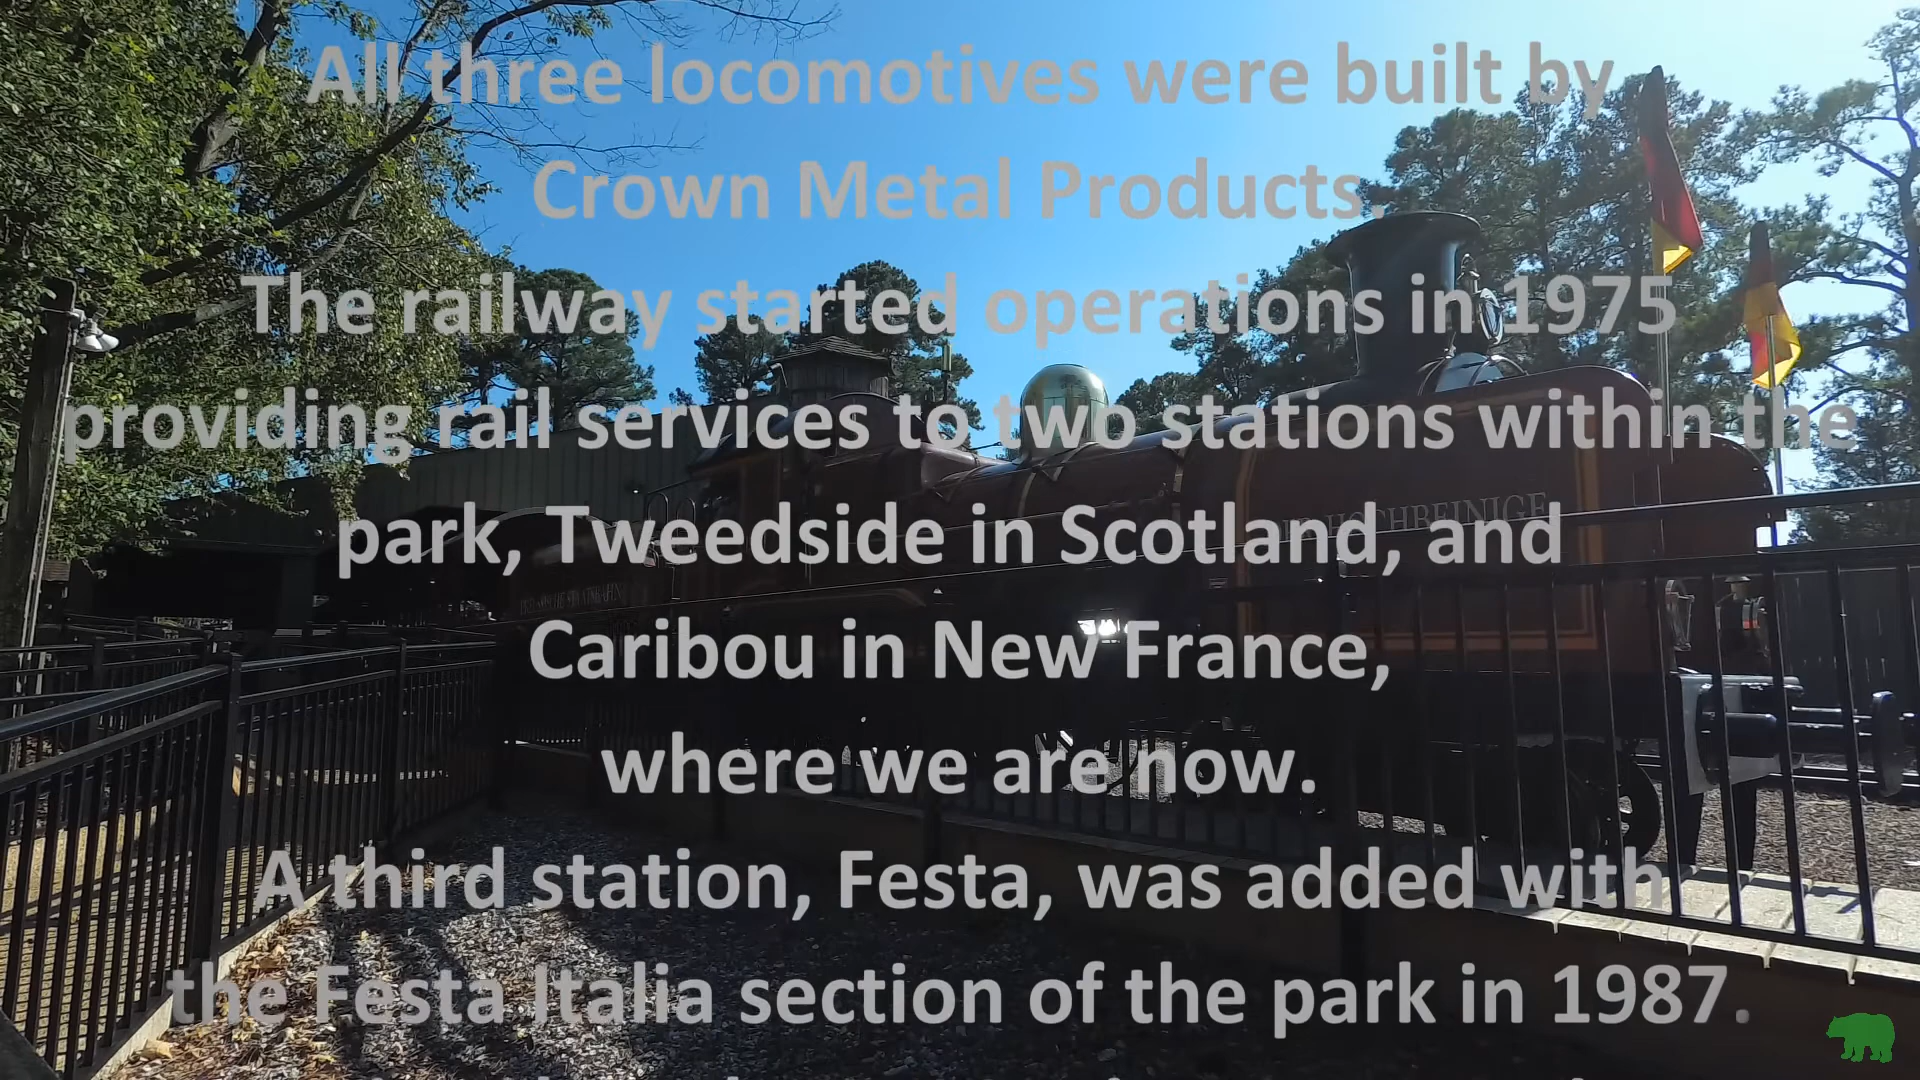 All three locomotives were built by
Crown Metal Products.
The railway started operations in 1975
providing rail services to two stations within the
park, Tweedside in Scotland, and
HOCHBEINIGE
Caribou in New France,
where we are now.
A third station, Festa, was added with
the Festa Italia section of the park in 1987.